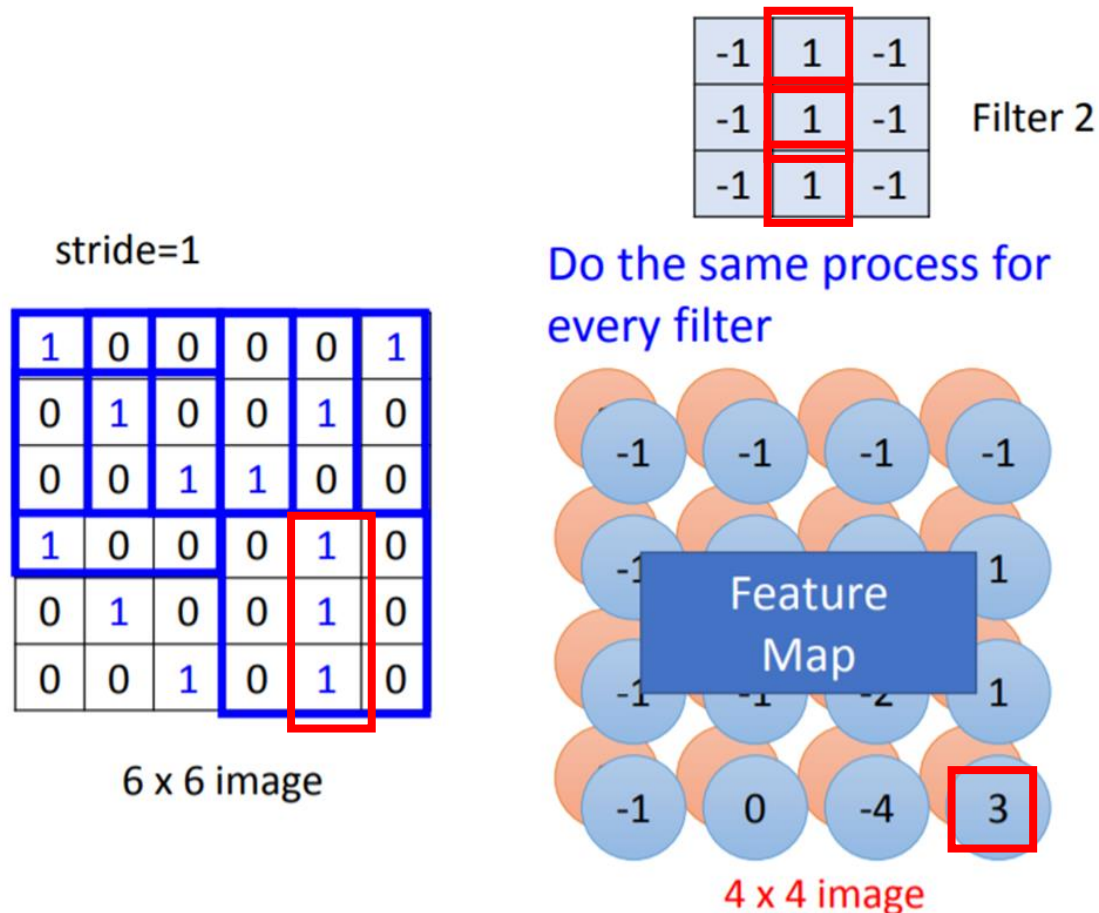 -1 1 -1
-1 1 -1
-1 1 -1
Filter 2
stride=1
1 0 0 0 0 1
0 1 0 0 1 0
0 0 1 1 0 0
1 0 0 0 1 0
0 1 0 0 1 0
0 0 1 0 1 0
6 x 6 image
Do the same process for
every filter
-1 -1 -1 -1
-1 1
Feature
Map
-1 -1 -2 1
-1 0 -4 3
4 x 4 image